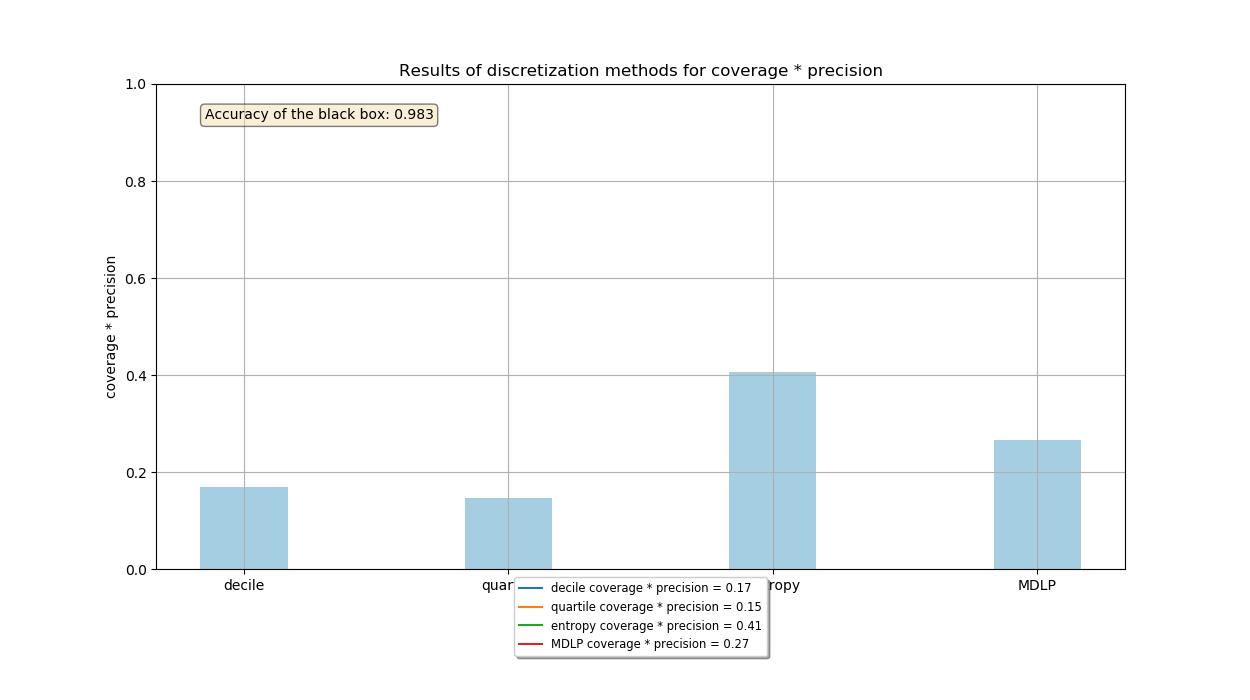 Results of discretization methods for coverage * precision
Accuracy of the black box: 0.983
coverage * precision
1.0
0.8
0.6
0.4
0.2
0.0
decile
quar
ropy
MDLP
decile coverage * precision = 0.17
quartile coverage * precision = 0.15
entropy coverage * precision = 0.41
MDLP coverage * precision = 0.27